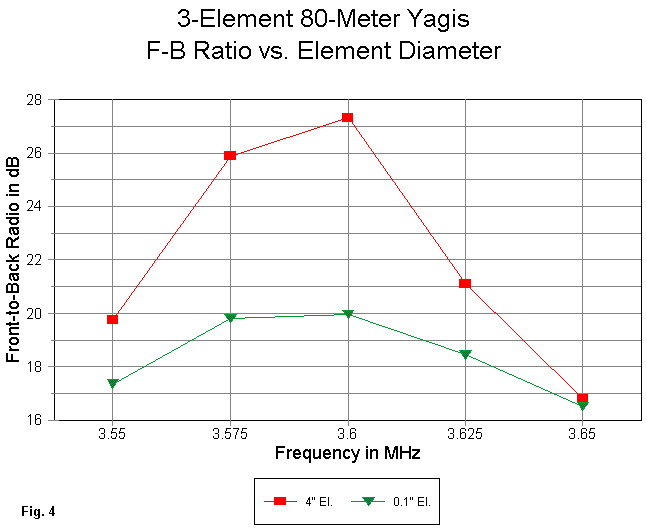 3-Element 80-Meter Yagis
F-B Ratio vs. Element Diameter
Front-to-Back Radio in dB
28
26
24
22
20
18
16
3.55 3.575 3.6 3.625 3.65
Frequency in MHz
4" El. 0.1" El.
Fig. 4